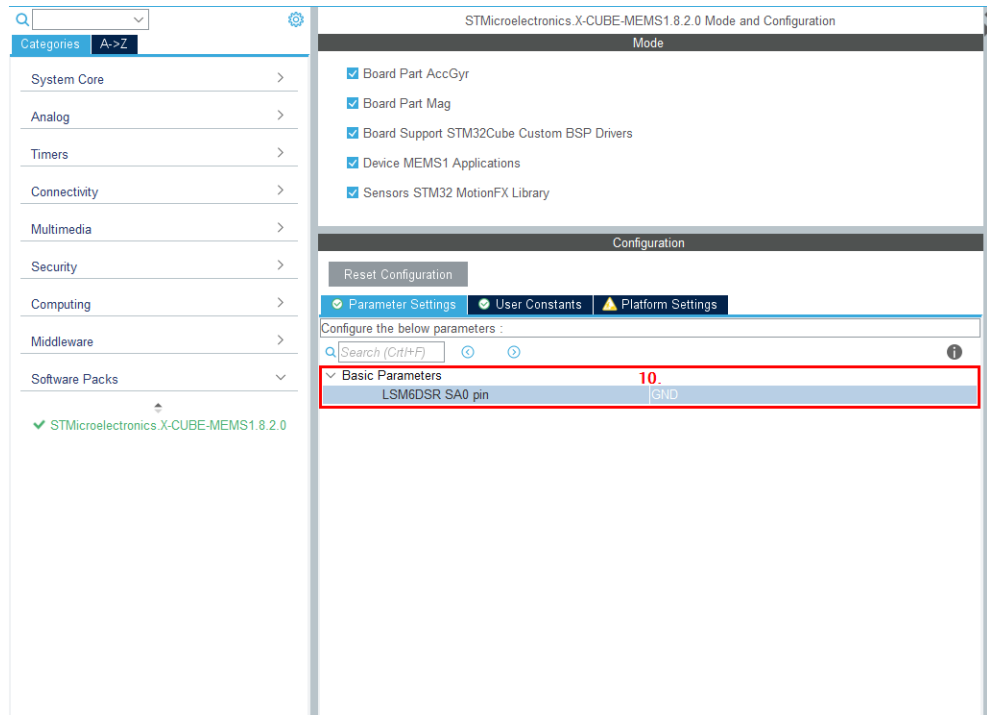 STMicroelectronics.X-CUBE-MEMS1.8.2.0 Mode and Configuration
Categories A->Z
System Core
Analog
Timers
Connectivity
Multimedia
Security
Computing
Middleware
Software Packs
STMicroelectronics.X-CUBE-MEMS1.8.2.0
Mode
Board Part AccGyr
Board Part Mag
Board Support STM32Cube Custom BSP Drivers
Device MEMS1 Applications
Sensors STM32 MotionFX Library
Configuration
Reset Configuration
Parameter Settings User Constants Platform Settings
Configure the below parameters :
Search (CrtI+F)
Basic Parameters 10.
LSM6DSR SA0 pin GND